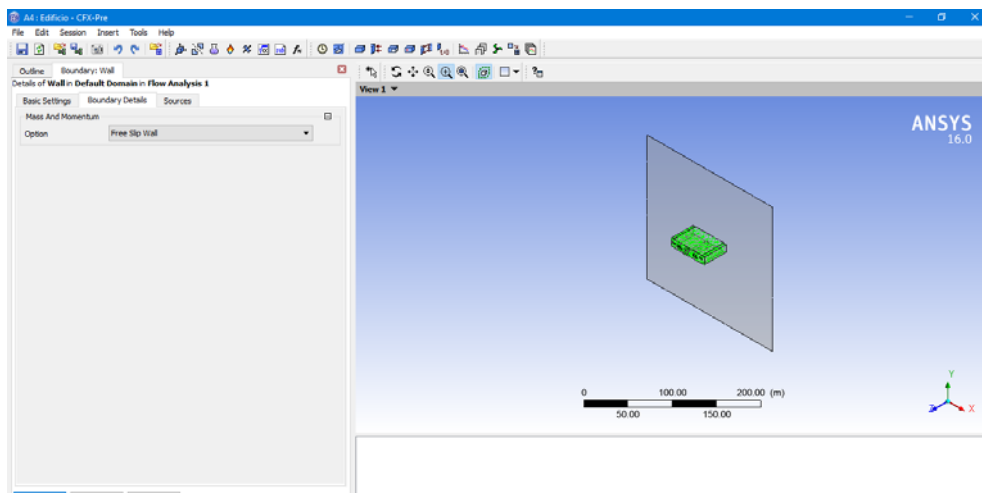 A4 : Edificio - CFX-Pre
File Edit Session Insert Tools Help
Outline Boundary: Wall
Details of Wall in Default Domain in Flow Analysis 1
Basic Settings Boundary Details Sources
Mass And Momentum
Option Free Slip Wall
View 1
ANSYS
16.0
0 100.00 200.00 (m)
50.00 150.00
Y
Z X